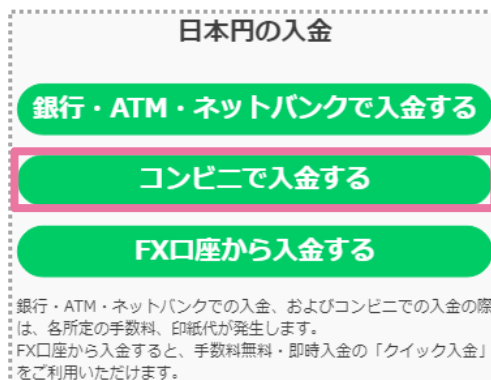 日本円の入金
銀行・ATM・ネットバンクで入金する
コンビニで入金する
FX口座から入金する
銀行・ATM・ネットバンクでの入金、およびコンビニでの入金の際
は、各所定の手数料、印紙代が発生します。
FX口座から入金すると、手数料無料・即時入金の「クイック入金」
をご利用いただけます。